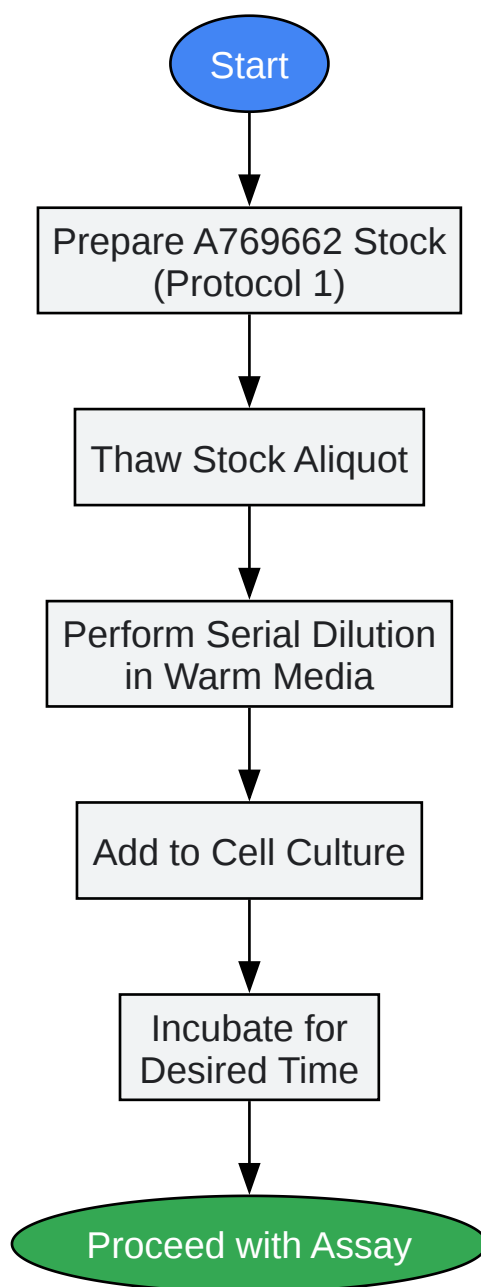 Start
Prepare A769662 Stock
(Protocol 1)
Thaw Stock Aliquot
Perform Serial Dilution
in Warm Media
Add to Cell Culture
Incubate for
Desired Time
Proceed with Assay